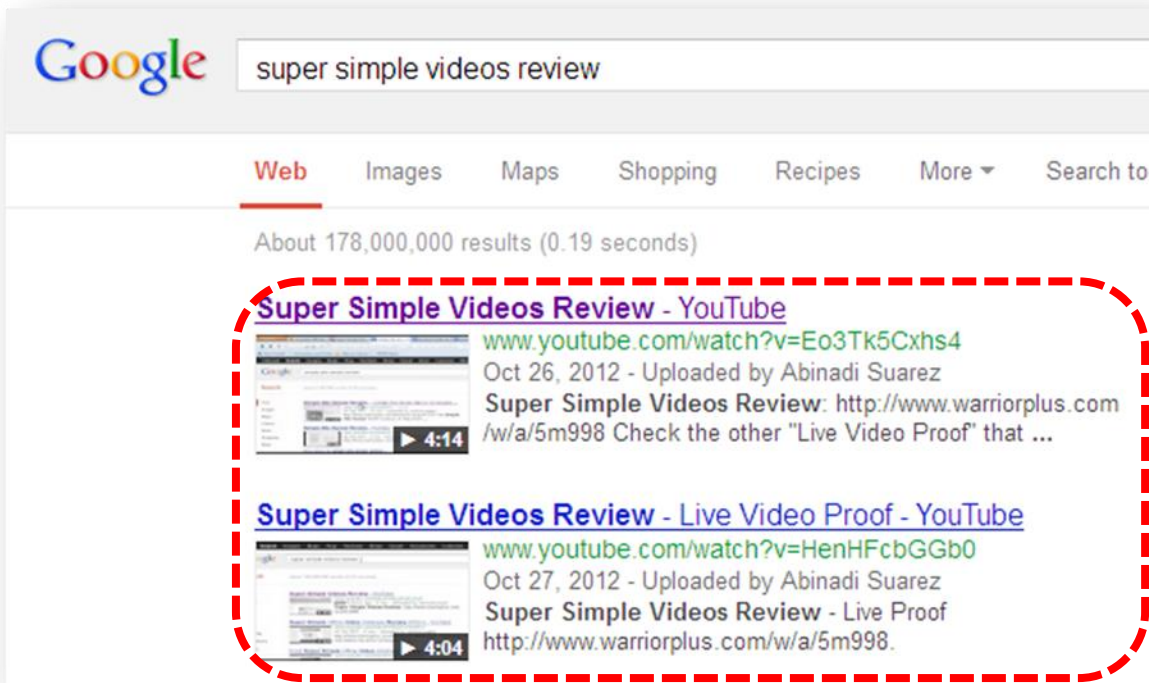 Google super simple videos review
Web Images Maps Shopping Recipes More Search to
About 178,000,000 results (0.19 seconds)
Super Simple Videos Review - YouTube
www.youtube.com/watch?v=Eo3Tk5Cxhs4
Oct 26, 2012 - Uploaded by Abinadi Suarez
Super Simple Videos Review: http://www.warriorplus.com
/w/a/5m998 Check the other "Live Video Proof" that ...
4:14
Super Simple Videos Review - Live Video Proof - YouTube
www.youtube.com/watch?v=HenHFcbGGb0
Oct 27, 2012 - Uploaded by Abinadi Suarez
Super Simple Videos Review - Live Proof
http://www.warriorplus.com/w/a/5m998.
4:04